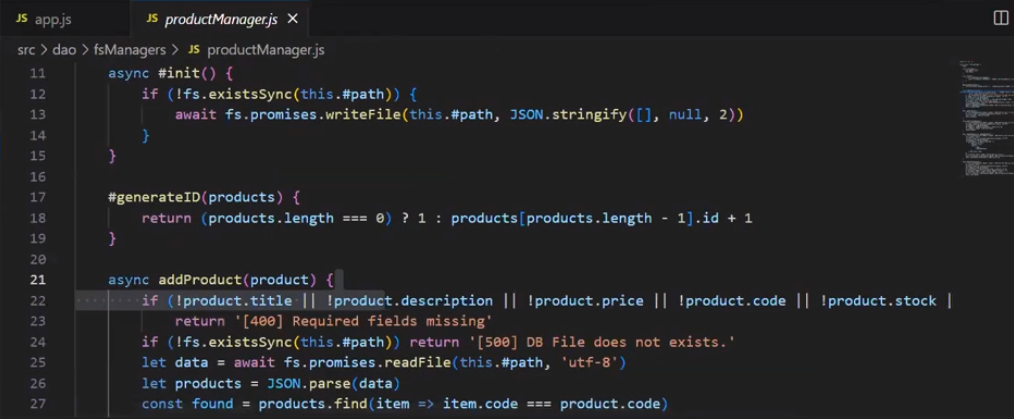 JS app.js JS productManager.js ×
src > dao > fsManagers > JS productManager.js
11 async #init() {
12 if (!fs.existsSync(this.#path)) {
13 await fs.promises.writeFile(this.#path, JSON.stringify([], null, 2))
14 }
15 }
16
17 #generateID(products) {
18 return (products.length === 0) ? 1 : products[products.length - 1].id + 1
19 }
20
21 async addProduct(product) {
22 if (!product.title || !product.description || !product.price || !product.code || !product.stock |
23 return '[400] Required fields missing'
24 if (!fs.existsSync(this.#path)) return '[500] DB File does not exists.'
25 let data = await fs.promises.readFile(this.#path, 'utf-8')
26 let products = JSON.parse(data)
27 const found = products.find(item => item.code === product.code)